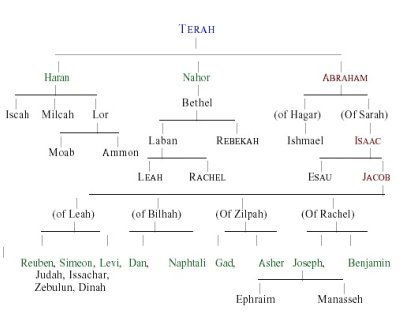 TERAH
Haran Nahor ABRAHAM
Bethel
Iscah Milcah Lor (of Hagar) (Of Sarah)
Laban REBEKAH Ishmael ISAAC
Moab Ammon
LEAH RACHEL ESAU JACOB
(of Leah) (of Bilhah) (Of Zilpah) (Of Rachel)
Reuben, Simeon, Levi, Dan, Naphtali Gad, Asher Joseph, Benjamin
Judah, Issachar,
Zebulun, Dinah
Ephraim Manasseh